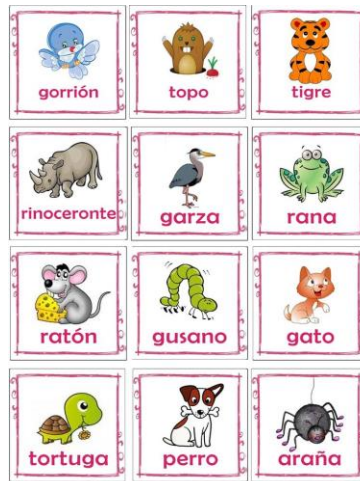 gorrión
topo
tigre
rinoceronte
garza
rana
ratón
gusano
gato
tortuga
perro
araña